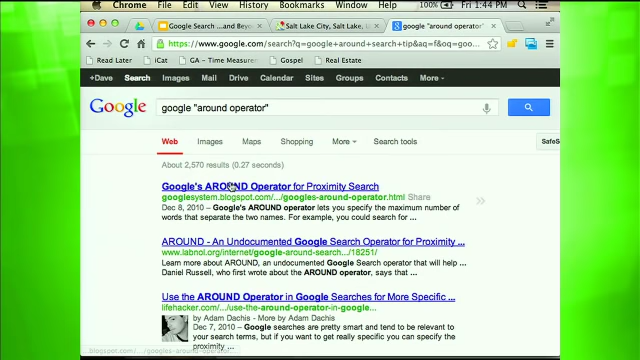 Chrome File Edit View History Bookmarks Window Help 100% Fri 1:44 PM
Google Search ...and Beyon
Salt Lake City, Salt Lake, U
google "around operator"
https://www.google.com/search?q=google+around+search+tip&aq=f&oq=goo...
Read Later iCat GA - Time Measurem Gospel Real Estate
+Dave Search Images Mail Drive Calendar Sites Groups Contacts More
Google
google "around operator"
Web Images Maps Shopping More Search tools SafeS
About 2,570 results (0.27 seconds)
Google's AROUND Operator for Proximity Search
googlesystem.blogspot.com/.../googles-around-operator.html Share
Dec 8, 2010 – Google's AROUND operator lets you specify the maximum number of
words that separate the two names. For example, you could search for ...
AROUND - An Undocumented Google Search Operator for Proximity ...
www.labnol.org/internet/google-around-search.../18251/
Learn more about AROUND, an undocumented Google Search operator that will help ...
Daniel Russell, who first wrote about the AROUND operator, says that ...
Use the AROUND Operator in Google Searches for More Specific ...
lifehacker.com/.../use-the-around-operator-in-google...
by Adam Dachis - More by Adam Dachis
Dec 7, 2010 – Google searches are pretty smart and tend to be relevant to
your search terms, but if you want to get really specific you can specify the
proximity ...
blogspot.com/.../googles-around-operator...